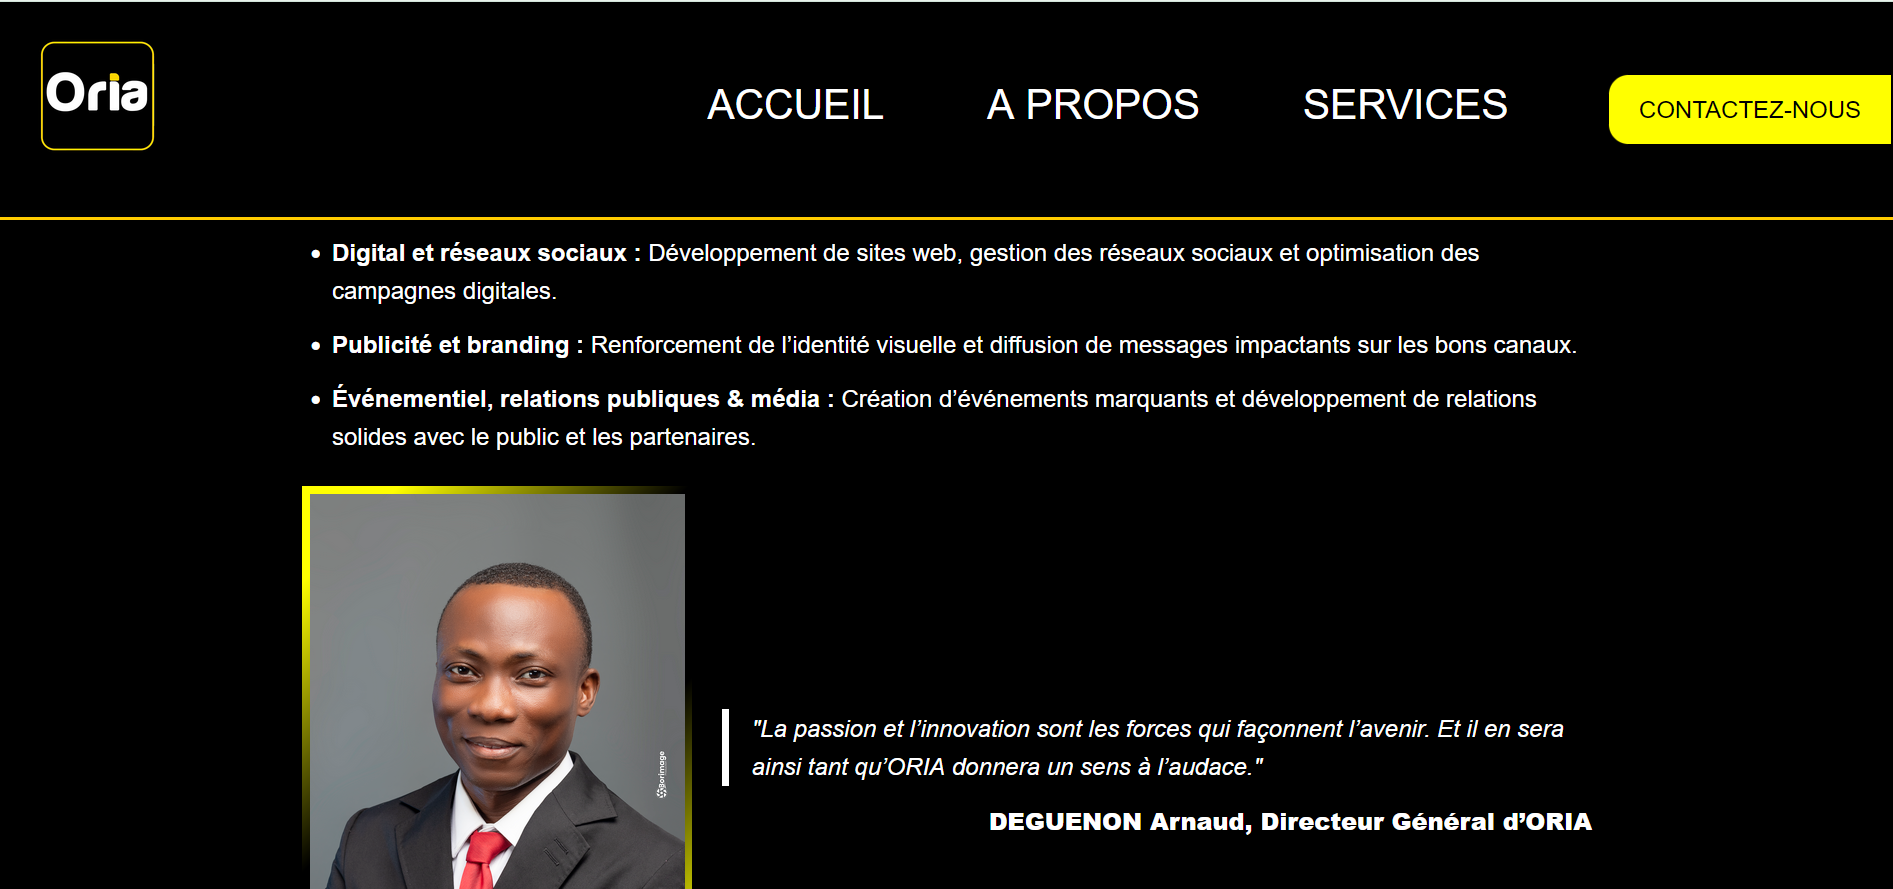 Oria
ACCUEIL
A PROPOS
SERVICES
CONTACTEZ-NOUS
• Digital et réseaux sociaux : Développement de sites web, gestion des réseaux sociaux et optimisation des
campagnes digitales.
• Publicité et branding : Renforcement de l’identité visuelle et diffusion de messages impactants sur les bons canaux.
• Événementiel, relations publiques & média : Création d’événements marquants et développement de relations
solides avec le public et les partenaires.
Borimage
"La passion et l’innovation sont les forces qui façonnent l’avenir. Et il en sera
ainsi tant qu’ORIA donnera un sens à l’audace."
DEGUENON Arnaud, Directeur Général d’ORIA